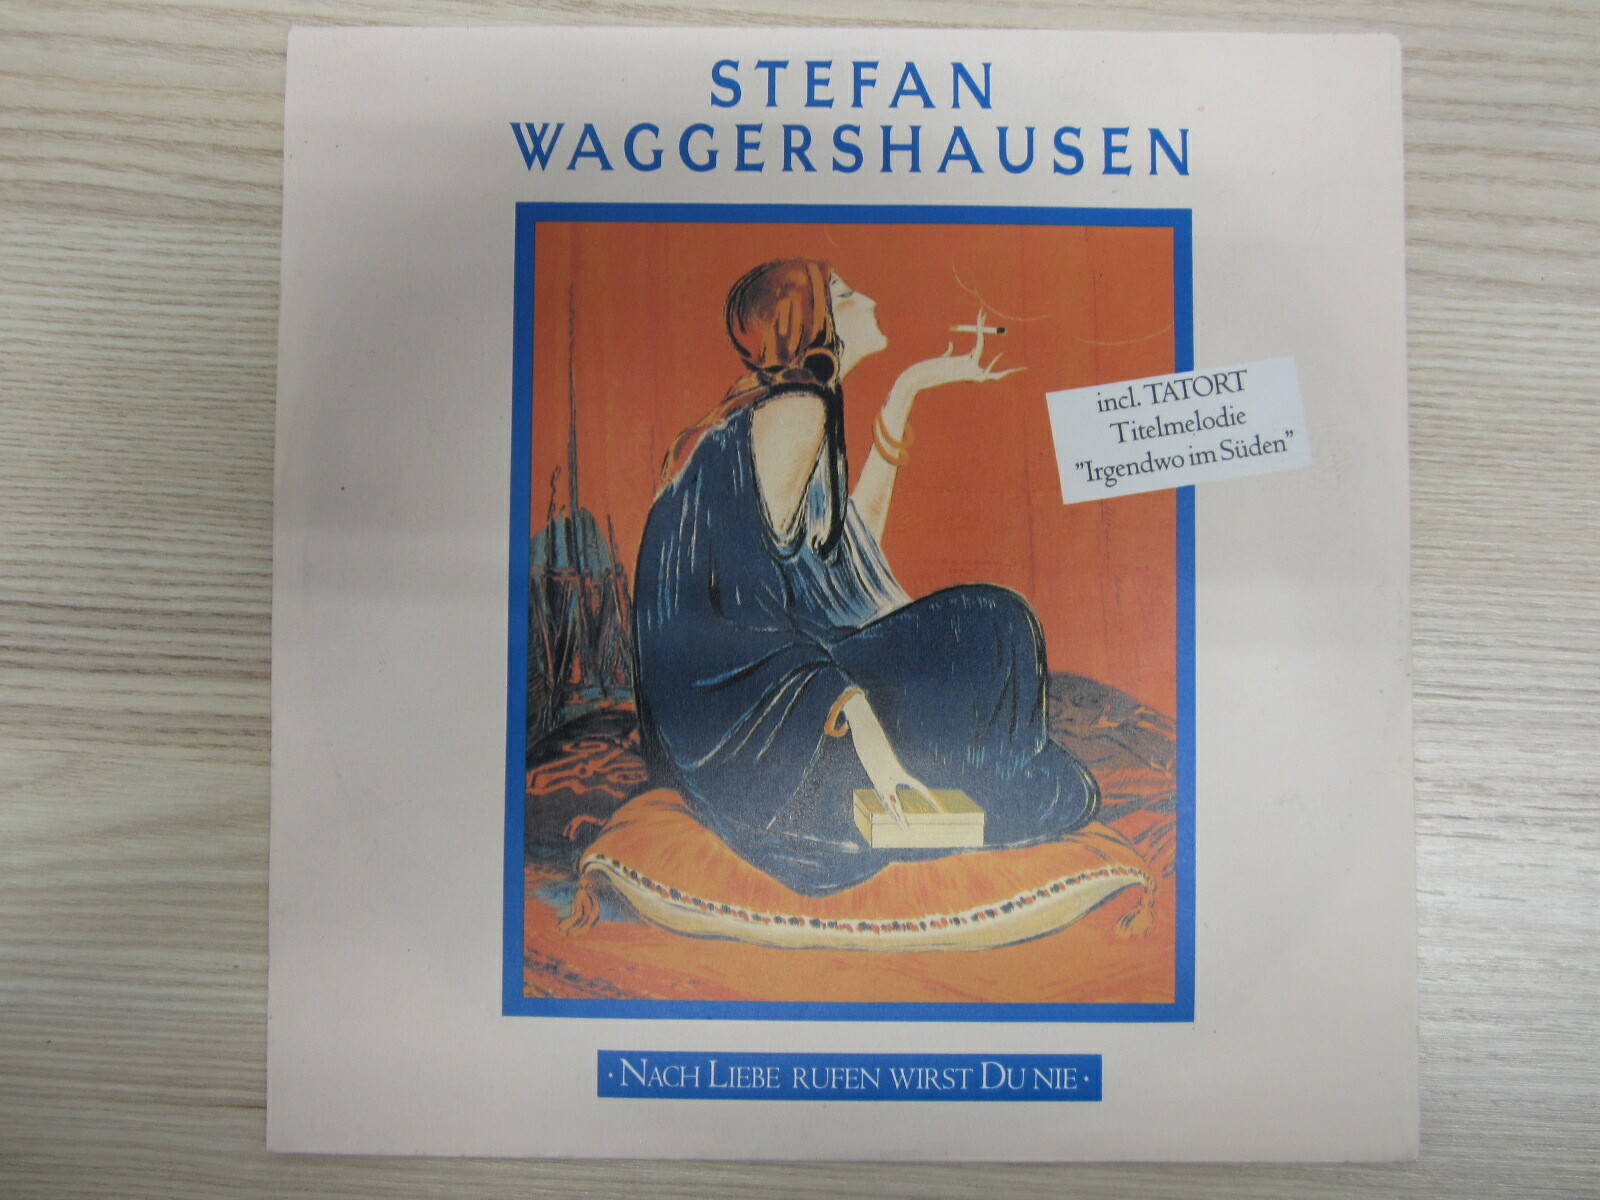 STEFAN
WAGGERSHAUSEN
incl. TATORT
Titelmelodie
”Irgendwo im Süden”
· NACH LIEBE RUFEN WIRST DU NIE ·